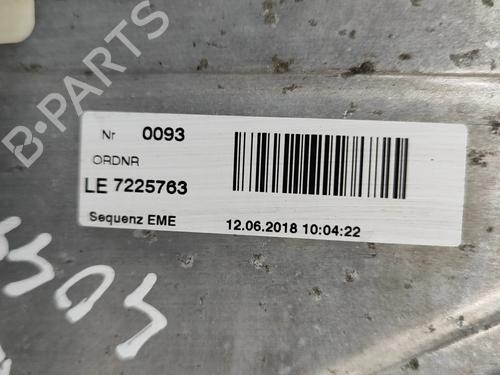 B-PARTS
Nr 0093
ORDNR
LE 7225763
Sequenz EME 12.06.2018 10:04:22